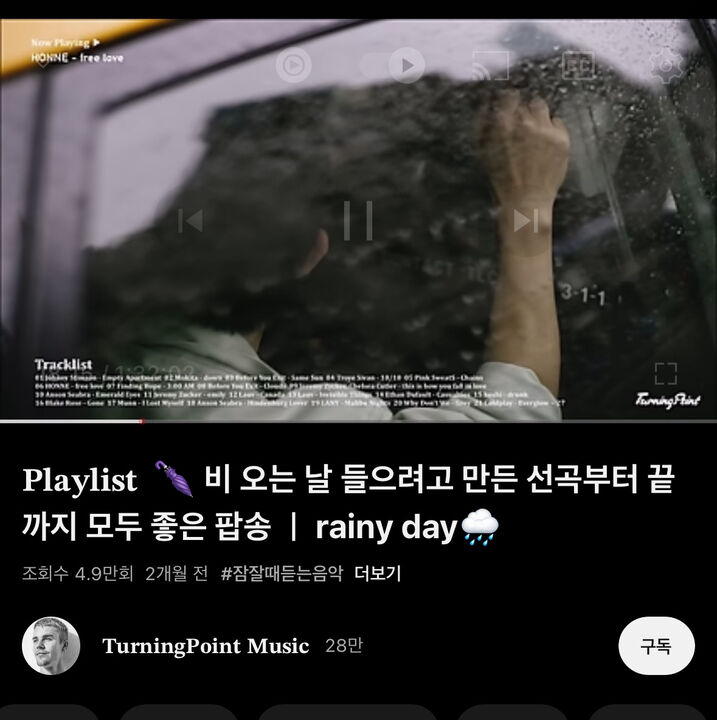 Now Playing ▶
HONNE - free love
3-1-1
Tracklist
01 Johnny Stimson - Empty Apartment 02 Mokita - down 03 Before You Exit - Same Sun 04 Troye Sivan - 10/10 05 Pink Sweat$ - Chains
06 HONNE - free love 07 Finding Hope - 3:00 AM 08 Before You Exit - Clouds 09 Jeremy Zucker, Chelsea Cutler - this is how you fall in love
10 Anson Seabra - Emerald Eyes 11 Jeremy Zucker - emily 12 Lauv - Canada 13 Lauv - Invisible Things 14 Ethan Dufault - Casualties 15 heshi - drunk
16 Blake Rose - Gone 17 Munn - I Lost Myself 18 Anson Seabra - Hindenburg Lover 19 LANY - Malibu Nights 20 Why Don't We - Grey 21 Coldplay - Everglow
TurningPoint
Playlist ☂ 비 오는 날 들으려고 만든 선곡부터 끝
까지 모두 좋은 팝송 ㅣ rainy day🌧
조회수 4.9만회 2개월 전 #잠잘때듣는음악 더보기
TurningPoint Music 28만
구독